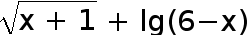 √x + 1 + lg(6−x)